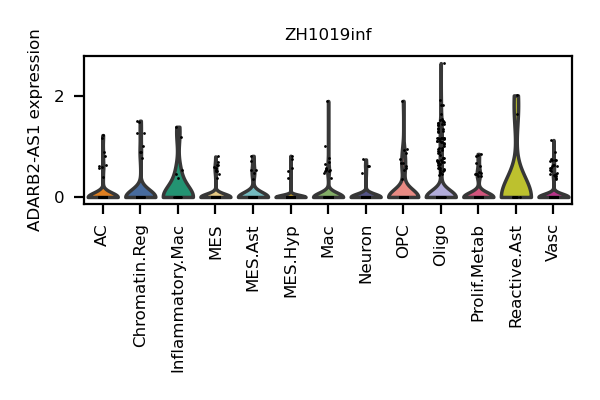 ZH1019inf
ADARB2-AS1 expression
2
0
AC
Chromatin.Reg
Inflammatory.Mac
MES
MES.Ast
MES.Hyp
Mac
Neuron
OPC
Oligo
Prolif.Metab
Reactive.Ast
Vasc